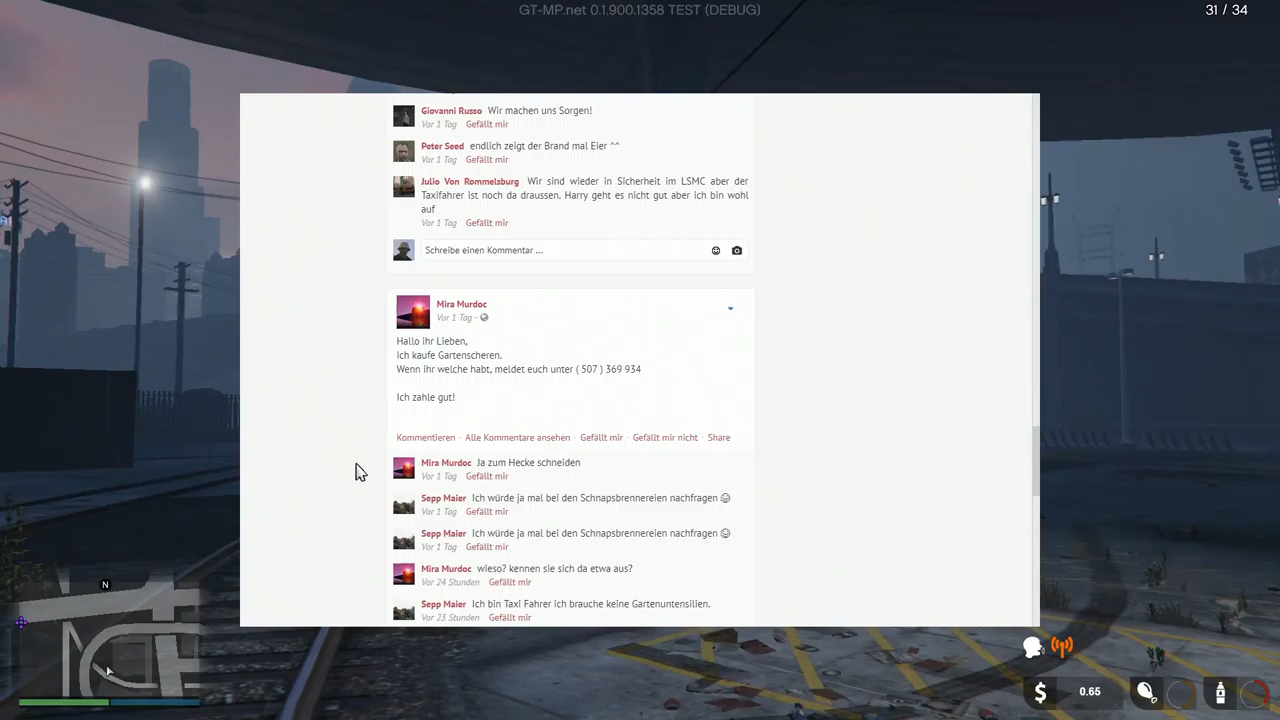 GT-MP.net 0.1.900.1358 TEST (DEBUG)
31 / 34
Giovanni Russo Wir machen uns Sorgen!
Vor 1 Tag Gefällt mir
Peter Seed endlich zeigt der Brand mal Eier ^^
Vor 1 Tag Gefällt mir
Julio Von Rommelsburg Wir sind wieder in Sicherheit im LSMC aber der
Taxifahrer ist noch da draussen. Harry geht es nicht gut aber ich bin wohl
auf
Vor 1 Tag Gefällt mir
Schreibe einen Kommentar ...
Mira Murdoc
Vor 1 Tag -
Hallo ihr Lieben,
ich kaufe Gartenscheren.
Wenn ihr welche habt, meldet euch unter ( 507 ) 369 934
Ich zahle gut!
Kommentieren · Alle Kommentare ansehen · Gefällt mir · Gefällt mir nicht · Share
Mira Murdoc Ja zum Hecke schneiden
Vor 1 Tag Gefällt mir
Sepp Maier Ich würde ja mal bei den Schnapsbrennereien nachfragen
Vor 1 Tag Gefällt mir
Sepp Maier Ich würde ja mal bei den Schnapsbrennereien nachfragen
Vor 1 Tag Gefällt mir
Mira Murdoc wieso? kennen sie sich da etwa aus?
Vor 24 Stunden Gefällt mir
Sepp Maier Ich bin Taxi Fahrer ich brauche keine Gartenuntensilien.
Vor 23 Stunden Gefällt mir
N
$ 0.65